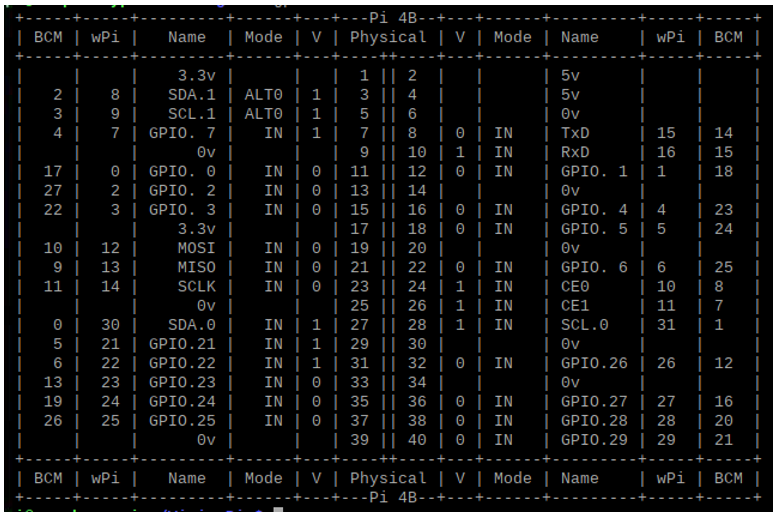 +-----+-----+---------+------+---+---Pi 4B--+---+------+---------+-----+-----+
| BCM | wPi |   Name  | Mode | V | Physical | V | Mode | Name    | wPi | BCM |
+-----+-----+---------+------+---+----++----+---+------+---------+-----+-----+
|     |     |    3.3v |      |   |  1 || 2  |   |      | 5v      |     |     |
|   2 |   8 |   SDA.1 | ALT0 | 1 |  3 || 4  |   |      | 5v      |     |     |
|   3 |   9 |   SCL.1 | ALT0 | 1 |  5 || 6  |   |      | 0v      |     |     |
|   4 |   7 | GPIO. 7 |   IN | 1 |  7 || 8  | 0 | IN   | TxD     | 15  | 14  |
|     |     |      0v |      |   |  9 || 10 | 1 | IN   | RxD     | 16  | 15  |
|  17 |   0 | GPIO. 0 |   IN | 0 | 11 || 12 | 0 | IN   | GPIO. 1 | 1   | 18  |
|  27 |   2 | GPIO. 2 |   IN | 0 | 13 || 14 |   |      | 0v      |     |     |
|  22 |   3 | GPIO. 3 |   IN | 0 | 15 || 16 | 0 | IN   | GPIO. 4 | 4   | 23  |
|     |     |    3.3v |      |   | 17 || 18 | 0 | IN   | GPIO. 5 | 5   | 24  |
|  10 |  12 |    MOSI |   IN | 0 | 19 || 20 |   |      | 0v      |     |     |
|   9 |  13 |    MISO |   IN | 0 | 21 || 22 | 0 | IN   | GPIO. 6 | 6   | 25  |
|  11 |  14 |    SCLK |   IN | 0 | 23 || 24 | 1 | IN   | CE0     | 10  | 8   |
|     |     |      0v |      |   | 25 || 26 | 1 | IN   | CE1     | 11  | 7   |
|   0 |  30 |   SDA.0 |   IN | 1 | 27 || 28 | 1 | IN   | SCL.0   | 31  | 1   |
|   5 |  21 | GPIO.21 |   IN | 1 | 29 || 30 |   |      | 0v      |     |     |
|   6 |  22 | GPIO.22 |   IN | 1 | 31 || 32 | 0 | IN   | GPIO.26 | 26  | 12  |
|  13 |  23 | GPIO.23 |   IN | 0 | 33 || 34 |   |      | 0v      |     |     |
|  19 |  24 | GPIO.24 |   IN | 0 | 35 || 36 | 0 | IN   | GPIO.27 | 27  | 16  |
|  26 |  25 | GPIO.25 |   IN | 0 | 37 || 38 | 0 | IN   | GPIO.28 | 28  | 20  |
|     |     |      0v |      |   | 39 || 40 | 0 | IN   | GPIO.29 | 29  | 21  |
+-----+-----+---------+------+---+----++----+---+------+---------+-----+-----+
| BCM | wPi |   Name  | Mode | V | Physical | V | Mode | Name    | wPi | BCM |
+-----+-----+---------+------+---+---Pi 4B--+---+------+---------+-----+-----+